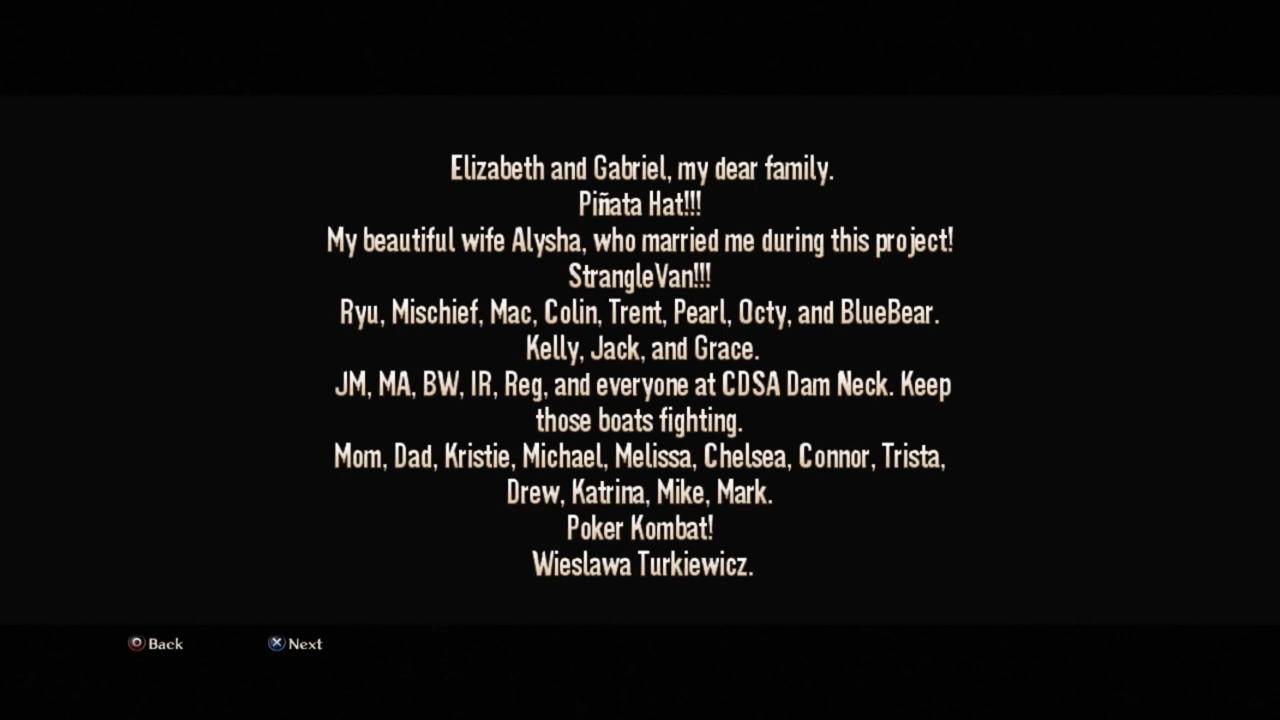 Elizabeth and Gabriel, my dear family.
Piñata Hat!!!
My beautiful wife Alysha, who married me during this project!
StrangleVan!!!
Ryu, Mischief, Mac, Colin, Trent, Pearl, Octy, and BlueBear.
Kelly, Jack, and Grace.
JM, MA, BW, IR, Reg, and everyone at CDSA Dam Neck. Keep
those boats fighting.
Mom, Dad, Kristie, Michael, Melissa, Chelsea, Connor, Trista,
Drew, Katrina, Mike, Mark.
Poker Kombat!
Wieslawa Turkiewicz.
Back Next